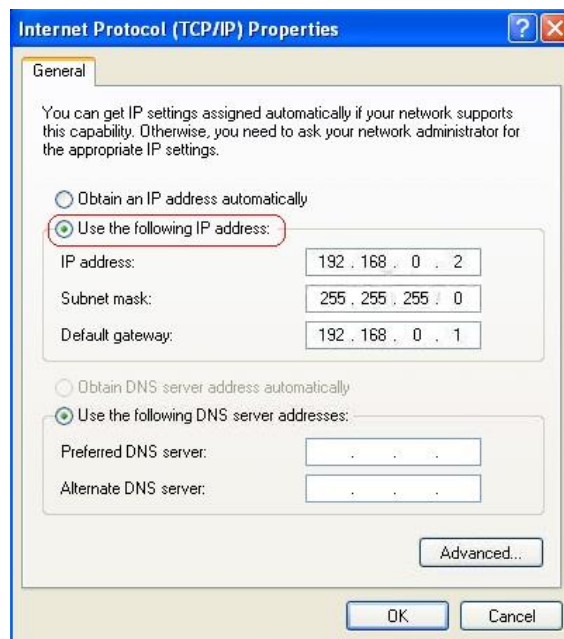 Internet Protocol (TCP/IP) Properties
General
You can get IP settings assigned automatically if your network supports
this capability. Otherwise, you need to ask your network administrator for
the appropriate IP settings.
Obtain an IP address automatically
Use the following IP address:
IP address: 192 . 168 . 0 . 2
Subnet mask: 255 . 255 . 255 . 0
Default gateway: 192 . 168 . 0 . 1
Obtain DNS server address automatically
Use the following DNS server addresses:
Preferred DNS server: . . .
Alternate DNS server: . . .
Advanced...
OK Cancel